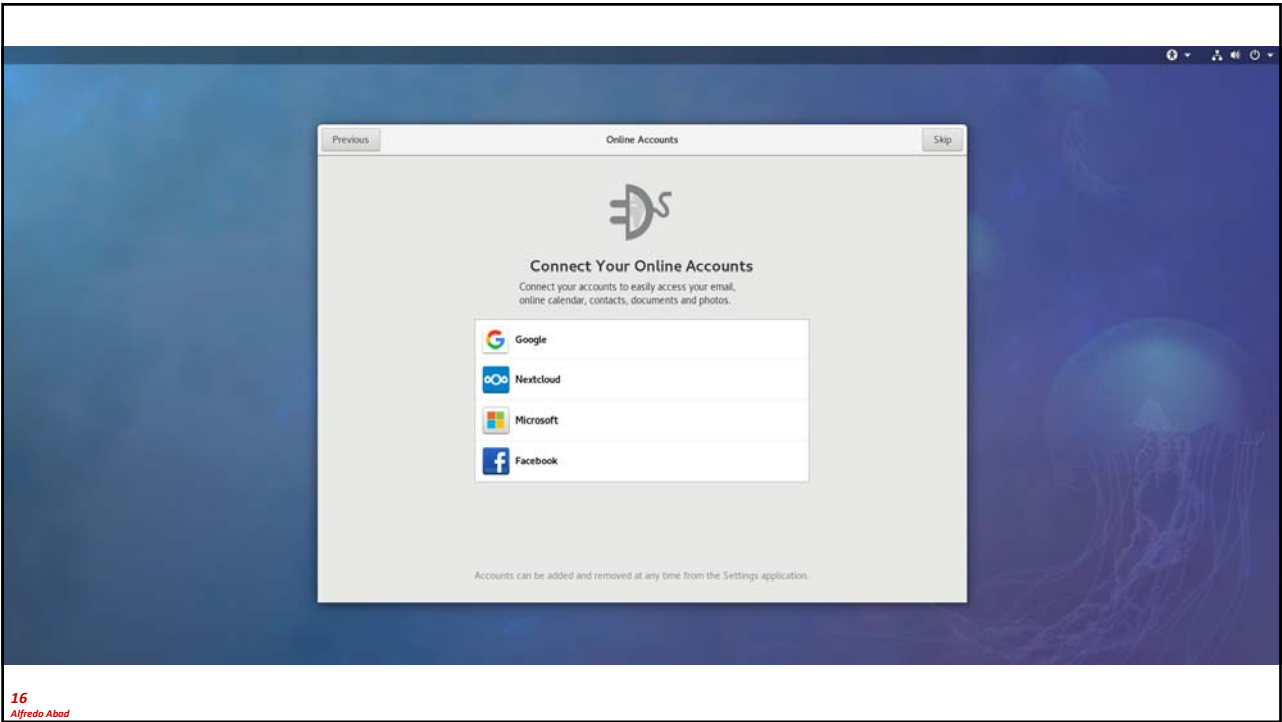 Previous
Online Accounts
Skip
Connect Your Online Accounts
Connect your accounts to easily access your email,
online calendar, contacts, documents and photos.
Google
Nextcloud
Microsoft
Facebook
Accounts can be added and removed at any time from the Settings application.
16
Alfredo Abad